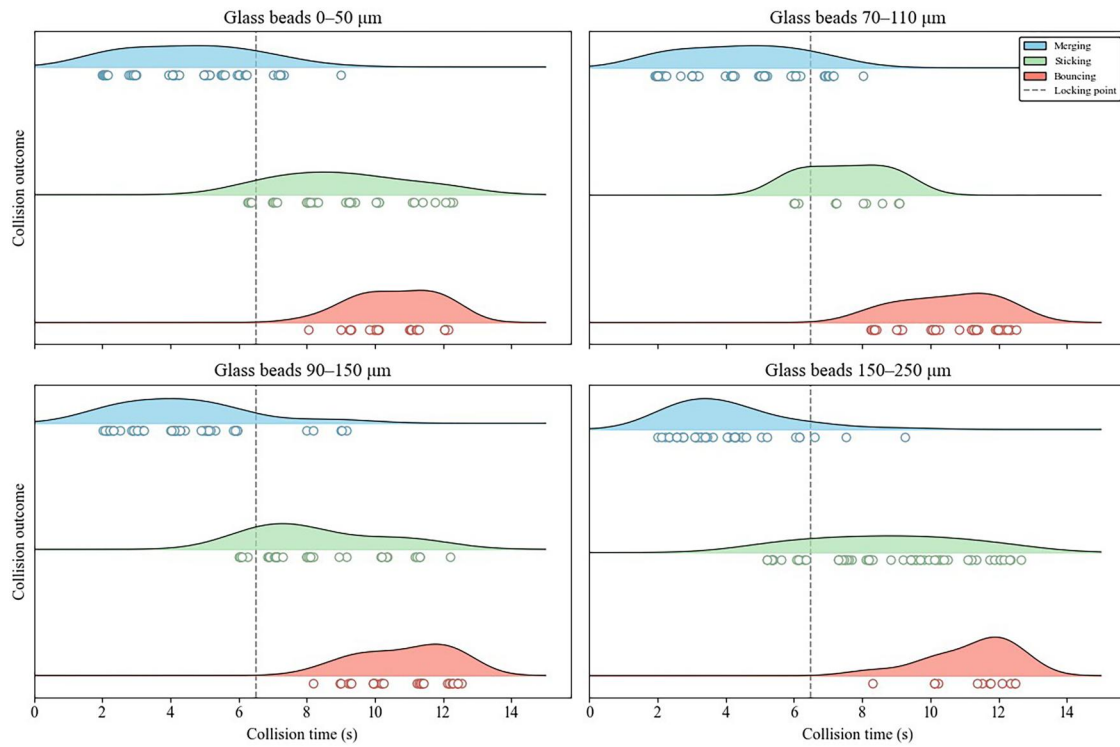 Glass beads 0–50 μm
Glass beads 70–110 μm
Merging
Sticking
Bouncing
Locking point
Collision outcome
Glass beads 90–150 μm
Glass beads 150–250 μm
Collision outcome
0 2 4 6 8 10 12 14
0 2 4 6 8 10 12 14
Collision time (s)
Collision time (s)